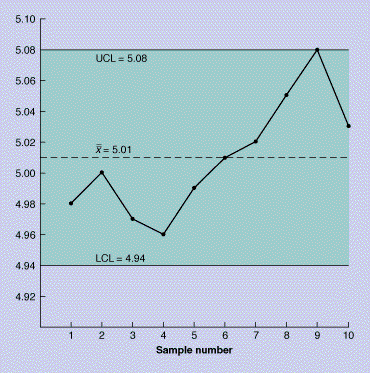 5.10
5.08
UCL = 5.08
5.06
5.04
5.02
x̿ = 5.01
5.00
4.98
4.96
LCL = 4.94
4.94
4.92
1 2 3 4 5 6 7 8 9 10
Sample number